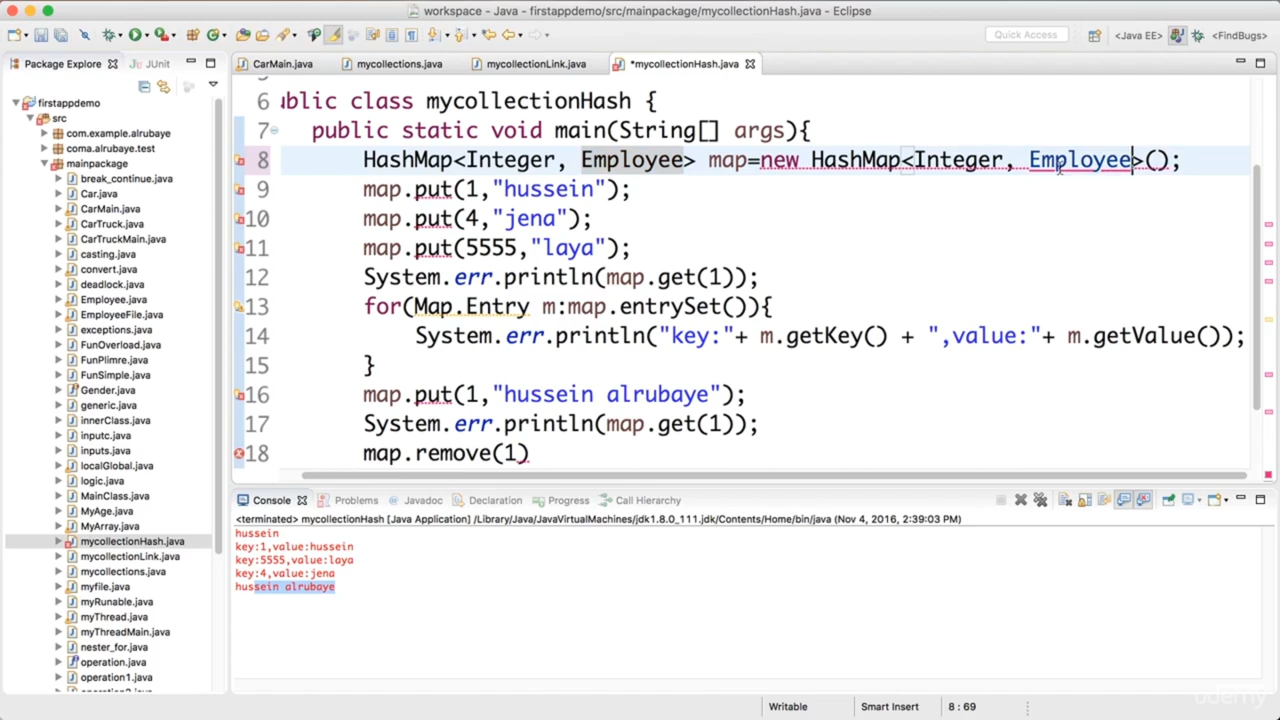 workspace - Java - firstappdemo/src/mainpackage/mycollectionHash.java - Eclipse
Quick Access
<Java EE>
<FindBugs>
Package Explorer
JUnit
CarMain.java
mycollections.java
mycollectionLink.java
*mycollectionHash.java
firstappdemo
src
com.example.alrubaye
coma.alrubaye.test
mainpackage
break_continue.java
Car.java
CarMain.java
CarTruck.java
CarTruckMain.java
casting.java
convert.java
deadlock.java
Employee.java
EmployeeFile.java
exceptions.java
FunOverload.java
FunPlimre.java
FunSimple.java
Gender.java
generic.java
innerClass.java
inputc.java
inputs.java
localGlobal.java
logic.java
MainClass.java
MyAge.java
MyArray.java
mycollectionHash.java
mycollectionLink.java
mycollections.java
myfile.java
myRunable.java
myThread.java
myThreadMain.java
nester_for.java
operation.java
operation1.java
6 ublic class mycollectionHash {
7 public static void main(String[] args){
8 HashMap<Integer, Employee> map=new HashMap<Integer, Employee>();
9 map.put(1,"hussein");
10 map.put(4,"jena");
11 map.put(5555,"laya");
12 System.err.println(map.get(1));
13 for(Map.Entry m:map.entrySet()){
14 System.err.println("key:"+ m.getKey() + ",value:"+ m.getValue());
15 }
16 map.put(1,"hussein alrubaye");
17 System.err.println(map.get(1));
18 map.remove(1)
Console
Problems
Javadoc
Declaration
Progress
Call Hierarchy
<terminated> mycollectionHash [Java Application] /Library/Java/JavaVirtualMachines/jdk1.8.0_111.jdk/Contents/Home/bin/java (Nov 4, 2016, 2:39:03 PM)
hussein
key:1,value:hussein
key:5555,value:laya
key:4,value:jena
hussein alrubaye
Writable
Smart Insert
8 : 69
udemy